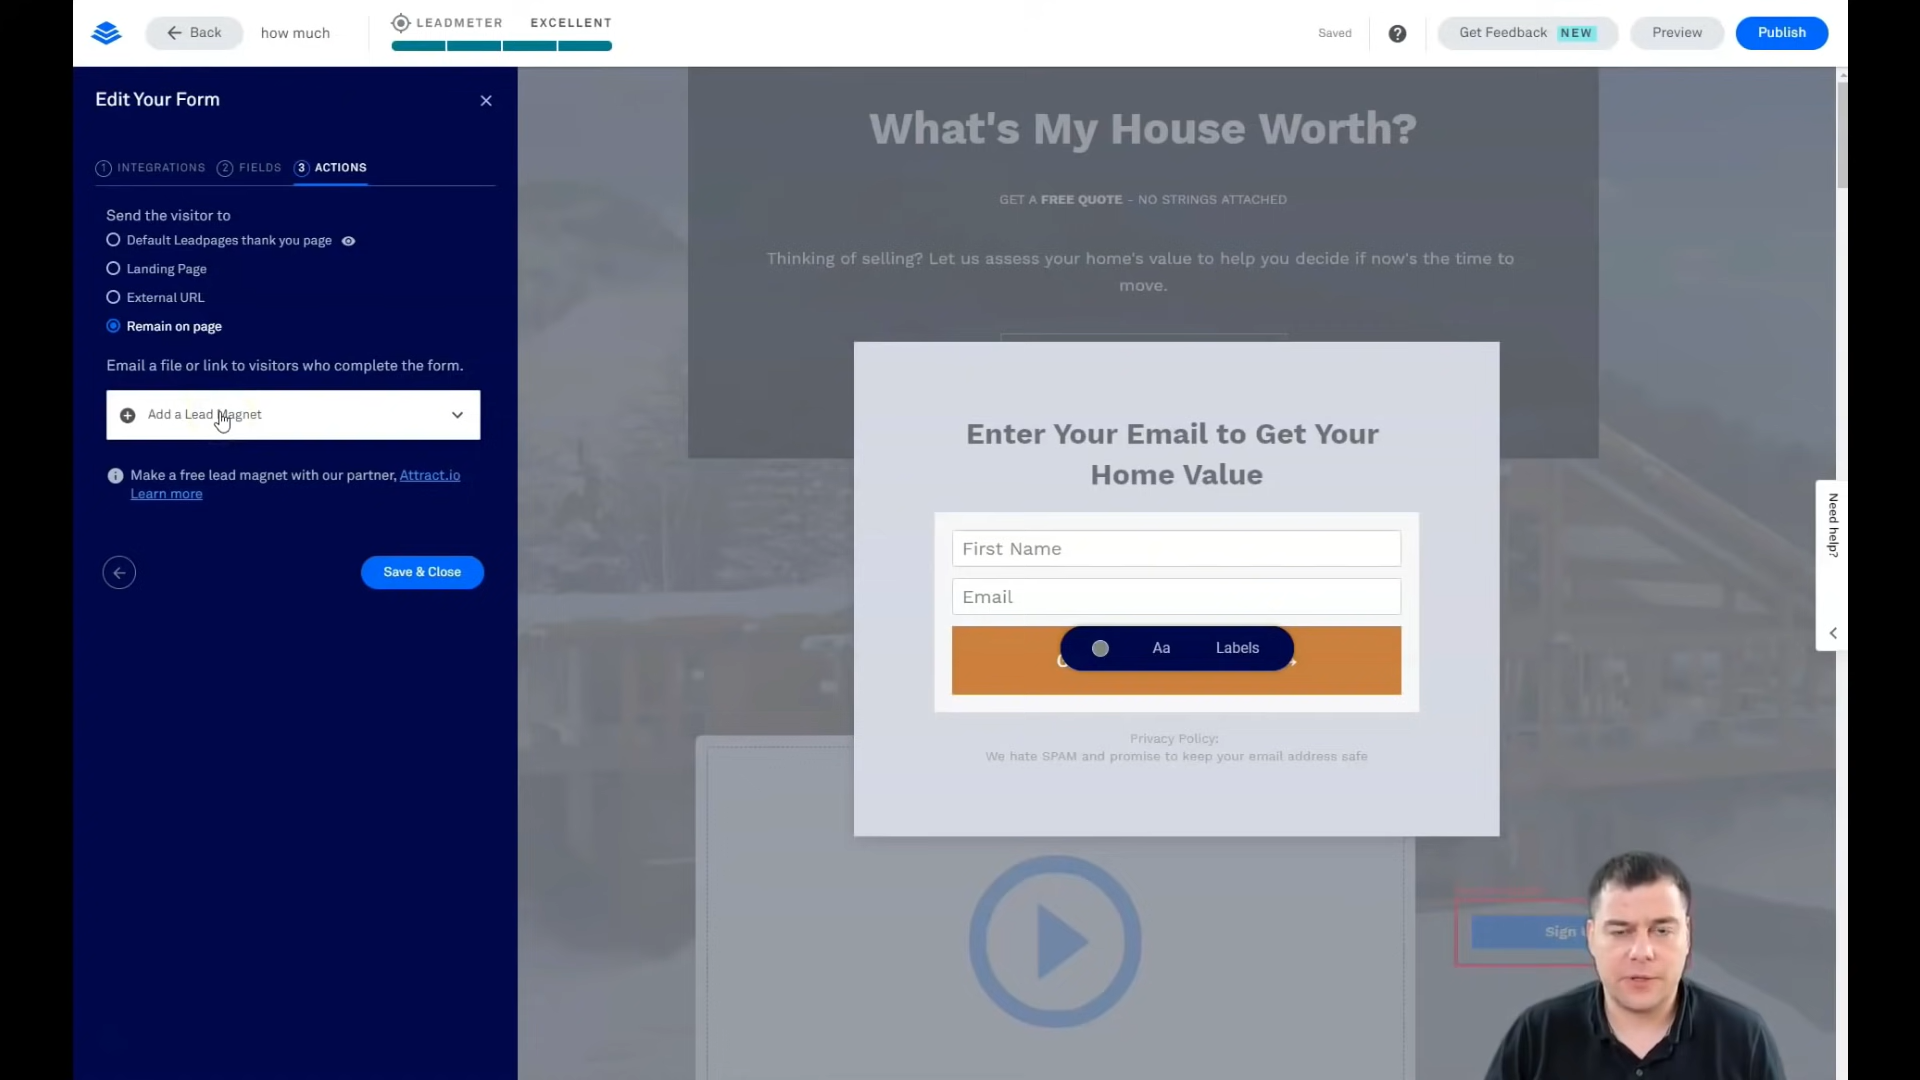 Back
how much
LEADMETER EXCELLENT
Saved
?
Get Feedback NEW
Preview
Publish
Edit Your Form
1 INTEGRATIONS 2 FIELDS 3 ACTIONS
Send the visitor to
Default Leadpages thank you page
Landing Page
External URL
Remain on page
Email a file or link to visitors who complete the form.
Add a Lead Magnet
Make a free lead magnet with our partner, Attract.io
Learn more
Save & Close
What's My House Worth?
GET A FREE QUOTE - NO STRINGS ATTACHED
Thinking of selling? Let us assess your home's value to help you decide if now's the time to
move.
Enter Your Email to Get Your
Home Value
First Name
Email
Aa Labels
Privacy Policy:
We hate SPAM and promise to keep your email address safe
Sign
Need help?